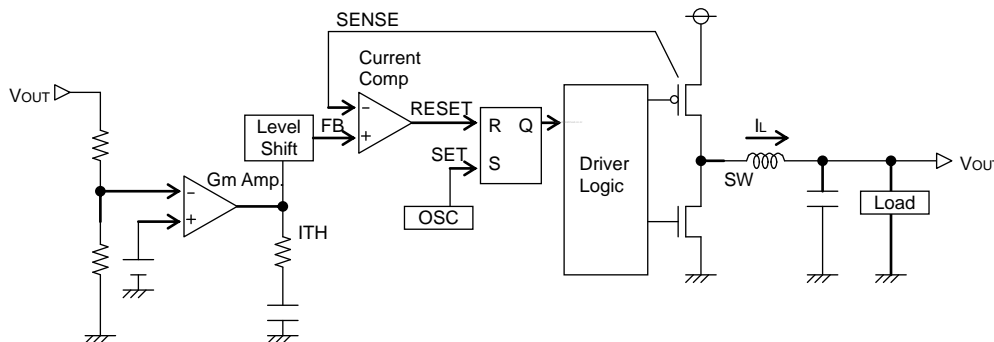 SENSE
Current
Comp
VOUT
Level
Shift
FB
−
+
RESET
R Q
S
SET
OSC
Driver
Logic
IL
SW
VOUT
Load
Gm Amp.
−
+
ITH